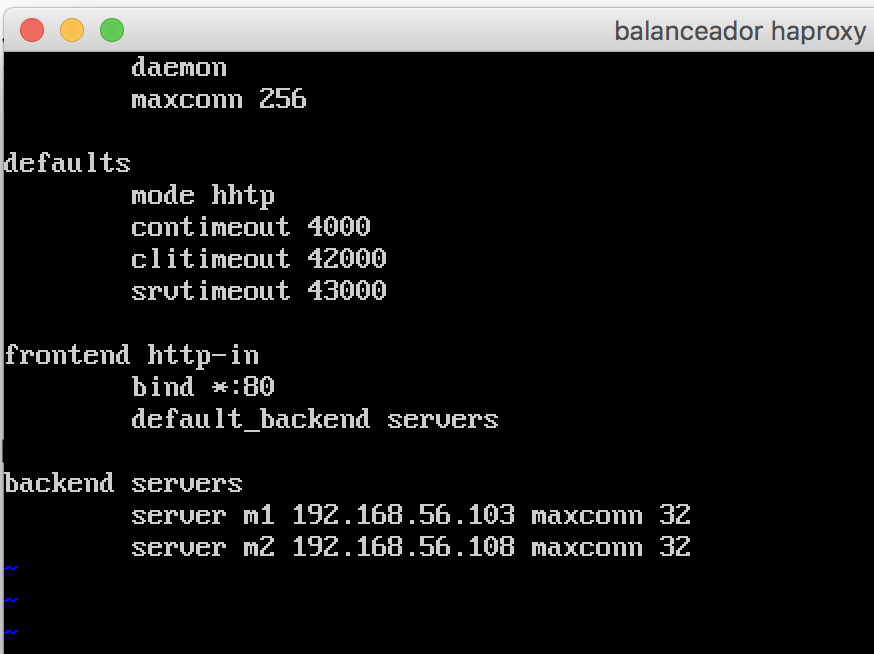 balanceador haproxy
daemon
maxconn 256
defaults
mode hhtp
contimeout 4000
clitimeout 42000
srvtimeout 43000
frontend http-in
bind *:80
default_backend servers
backend servers
server m1 192.168.56.103 maxconn 32
server m2 192.168.56.108 maxconn 32
~
~
~